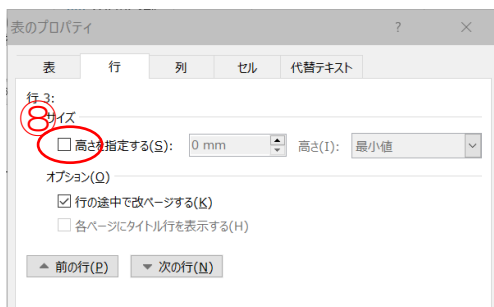 表のプロパティ ? ×
表 行 列 セル 代替テキスト
行 3:
⑧
サイズ
高さを指定する(S): 0 mm 高さ(I): 最小値
オプション(O)
行の途中で改ページする(K)
各ページにタイトル行を表示する(H)
前の行(P) 次の行(N)